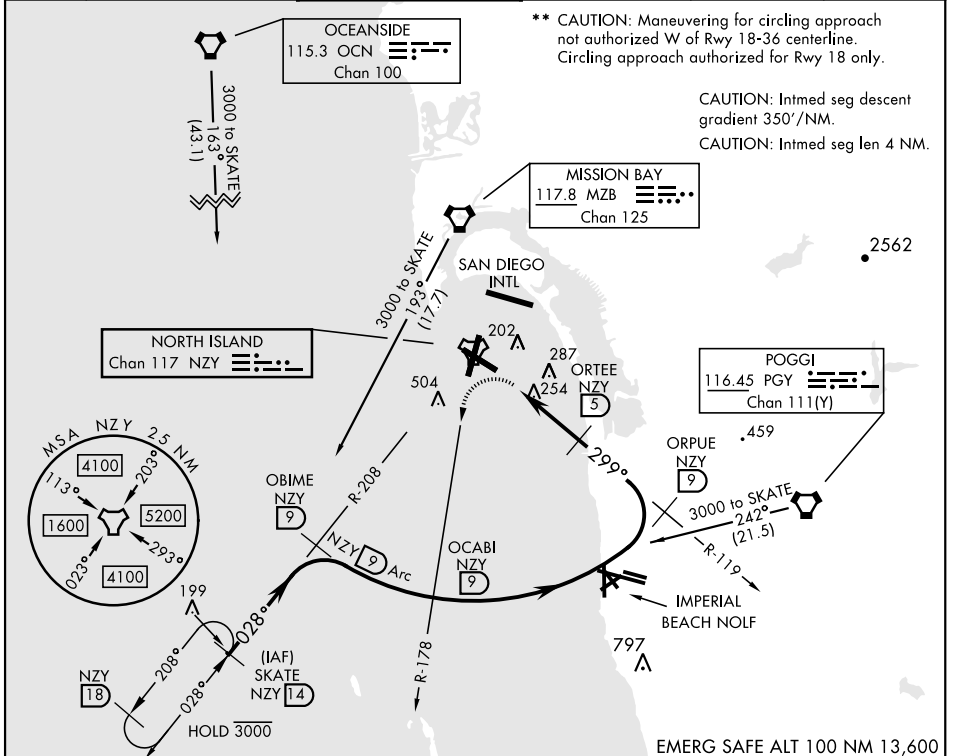 ** CAUTION: Maneuvering for circling approach
not authorized W of Rwy 18-36 centerline.
Circling approach authorized for Rwy 18 only.
CAUTION: Intmed seg descent
gradient 350'/NM.
CAUTION: Intmed seg len 4 NM.
OCEANSIDE
115.3 OCN
Chan 100
3000 to SKATE
163°
(43.1)
MISSION BAY
117.8 MZB
Chan 125
2562
3000 to SKATE
193°
(17.7)
SAN DIEGO
INTL
NORTH ISLAND
Chan 117 NZY
202
287
254
504
ORTEE
NZY
5
POGGI
116.45 PGY
Chan 111(Y)
459
299°
ORPUE
NZY
9
3000 to SKATE
242°
(21.5)
R-119
MSA NZY 25 NM
4100
203°
113°
1600
5200
023°
293°
4100
OBIME
NZY
9
R-208
NZY 9 Arc
OCABI
NZY
9
IMPERIAL
BEACH NOLF
797
R-178
199
028°
208°
028°
(IAF)
SKATE
NZY 14
NZY
18
HOLD 3000
EMERG SAFE ALT 100 NM 13,600